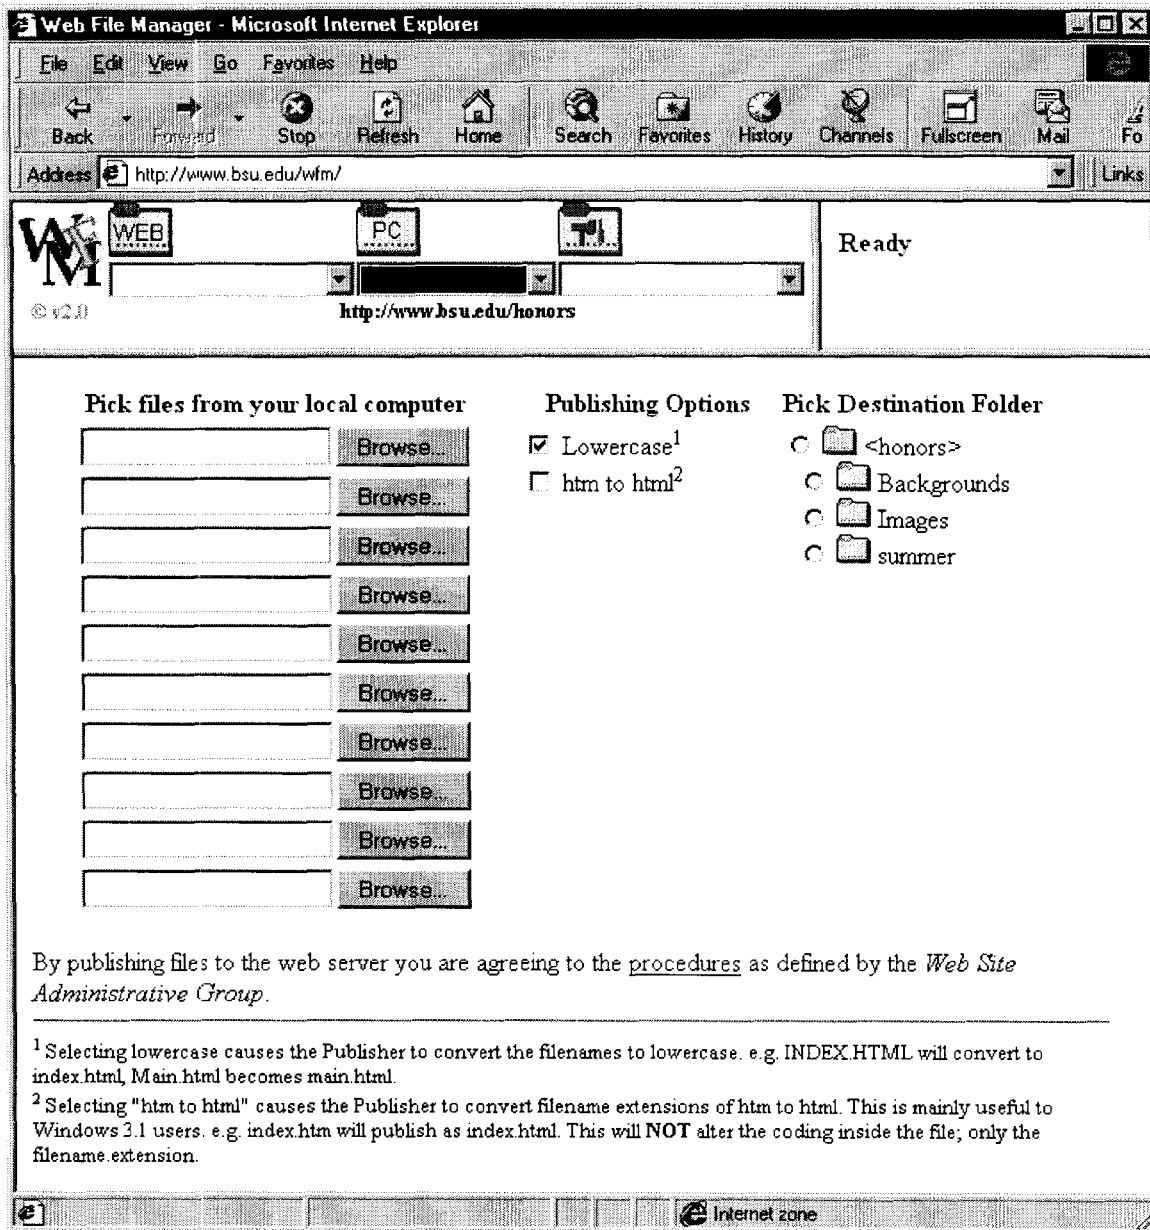 Web File Manager - Microsoft Internet Explorer
File Edit View Go Favorites Help
Back Forward Stop Refresh Home Search Favorites History Channels Fullscreen Mail Fo
Address http://www.bsu.edu/wfm/ Links
WFM WEB PC
Ready
© v2.0 http://www.bsu.edu/honors
Pick files from your local computer Publishing Options Pick Destination Folder
Browse... Lowercase1 <honors>
Browse... htm to html2 Backgrounds
Browse... Images
Browse... summer
Browse...
Browse...
Browse...
Browse...
Browse...
Browse...
By publishing files to the web server you are agreeing to the procedures as defined by the Web Site
Administrative Group.
1 Selecting lowercase causes the Publisher to convert the filenames to lowercase. e.g. INDEX.HTML will convert to
index.html, Main.html becomes main.html.
2 Selecting "htm to html" causes the Publisher to convert filename extensions of htm to html. This is mainly useful to
Windows 3.1 users. e.g. index.htm will publish as index.html. This will NOT alter the coding inside the file; only the
filename.extension.
Internet zone